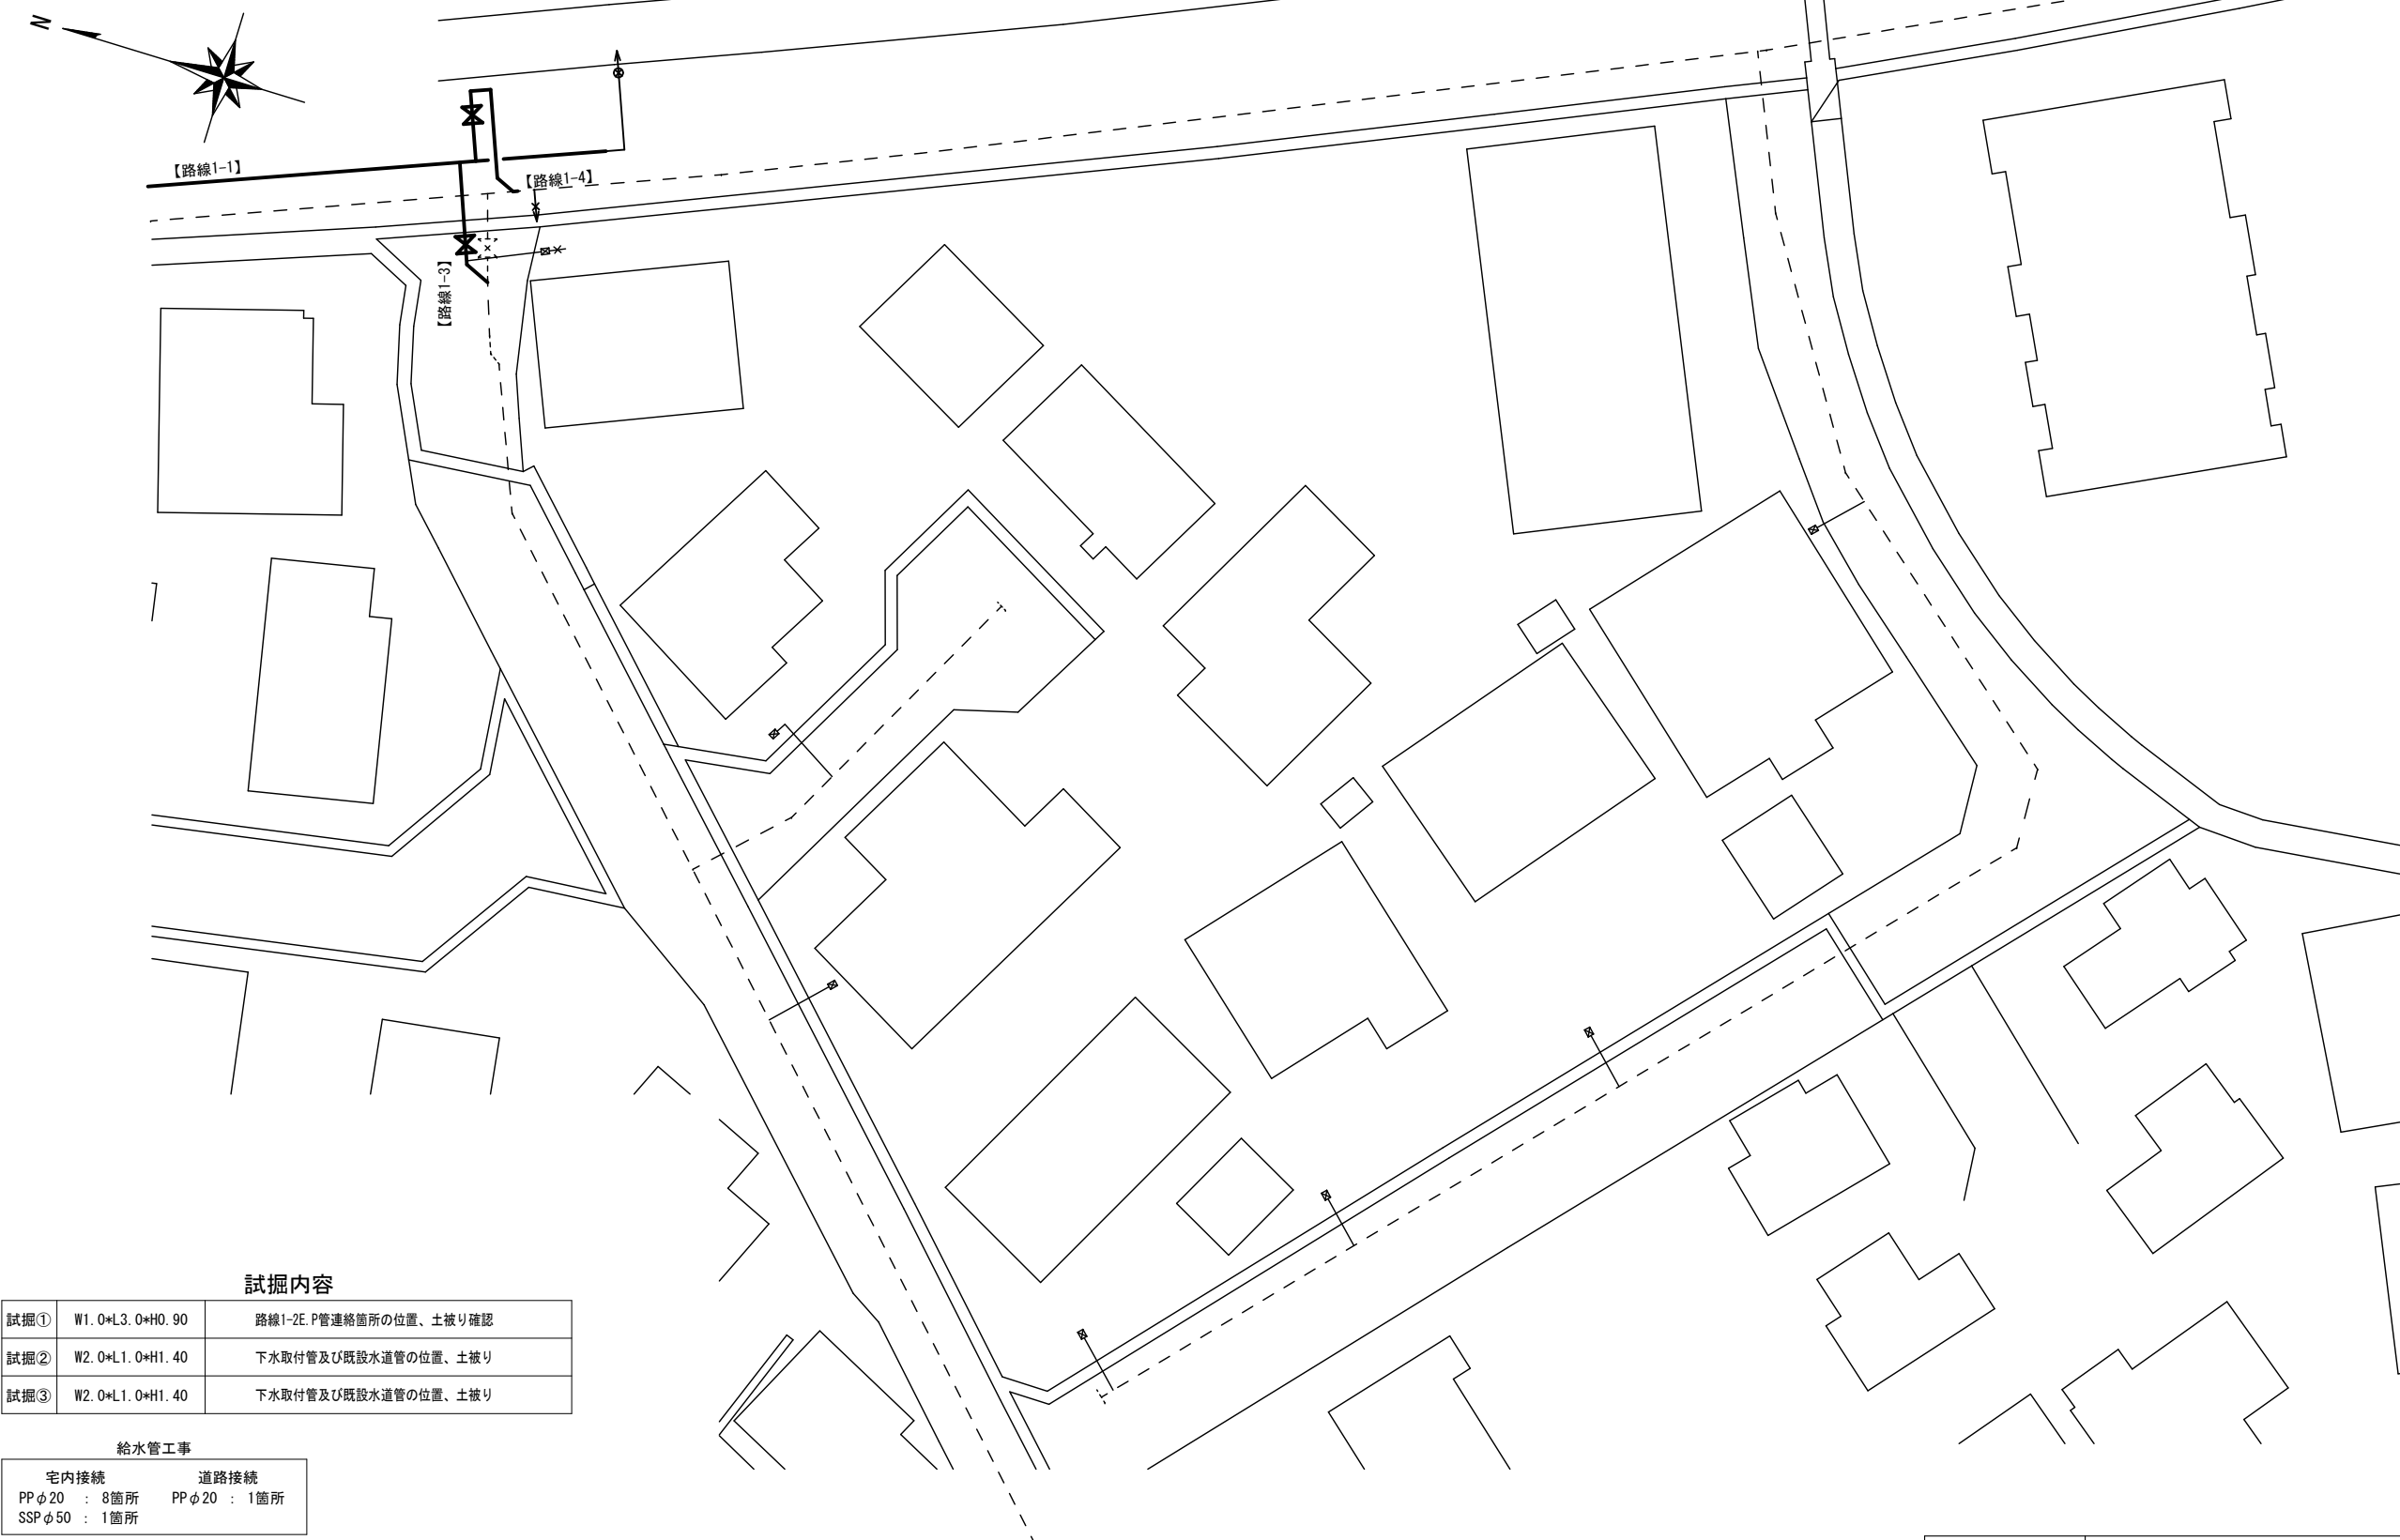 N
【路線1-1】
【路線1-4】
【路線1-3】
試掘内容
試掘① W1.0*L3.0*H0.90 路線1-2E.P管連絡箇所の位置、土被り確認
試掘② W2.0*L1.0*H1.40 下水取付管及び既設水道管の位置、土被り
試掘③ W2.0*L1.0*H1.40 下水取付管及び既設水道管の位置、土被り
給水管工事
宅内接続 道路接続
PPφ20 : 8箇所 PPφ20 : 1箇所
SSPφ50 : 1箇所